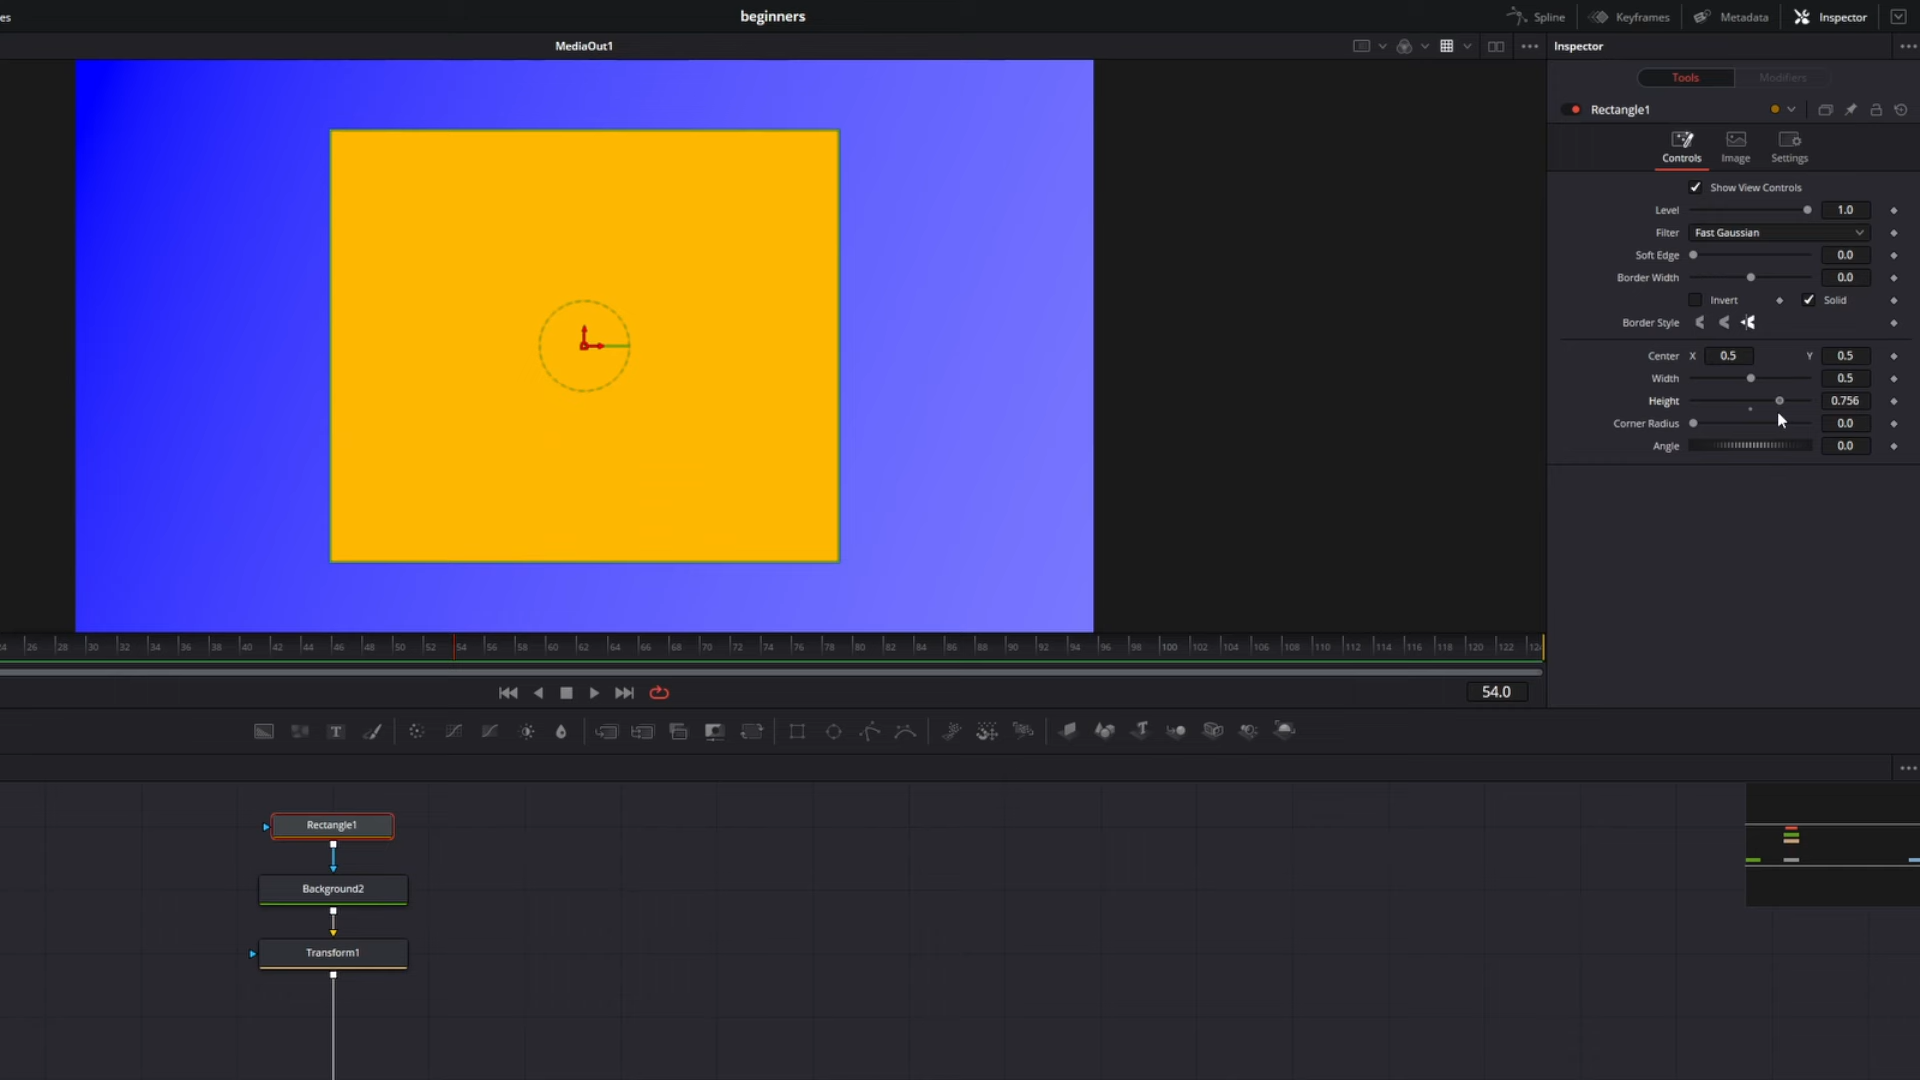 es
beginners
Spline
Keyframes
Metadata
Inspector
MediaOut1
Inspector
Tools
Modifiers
Rectangle1
Controls
Image
Settings
Show View Controls
Level 1.0
Filter Fast Gaussian
Soft Edge 0.0
Border Width 0.0
Invert Solid
Border Style
Center X 0.5 Y 0.5
Width 0.5
Height 0.756
Corner Radius 0.0
Angle 0.0
24 26 28 30 32 34 36 38 40 42 44 46 48 50 52 54 56 58 60 62 64 66 68 70 72 74 76 78 80 82 84 86 88 90 92 94 96 98 100 102 104 106 108 110 112 114 116 118 120 122 124
54.0
T
Rectangle1
Background2
Transform1